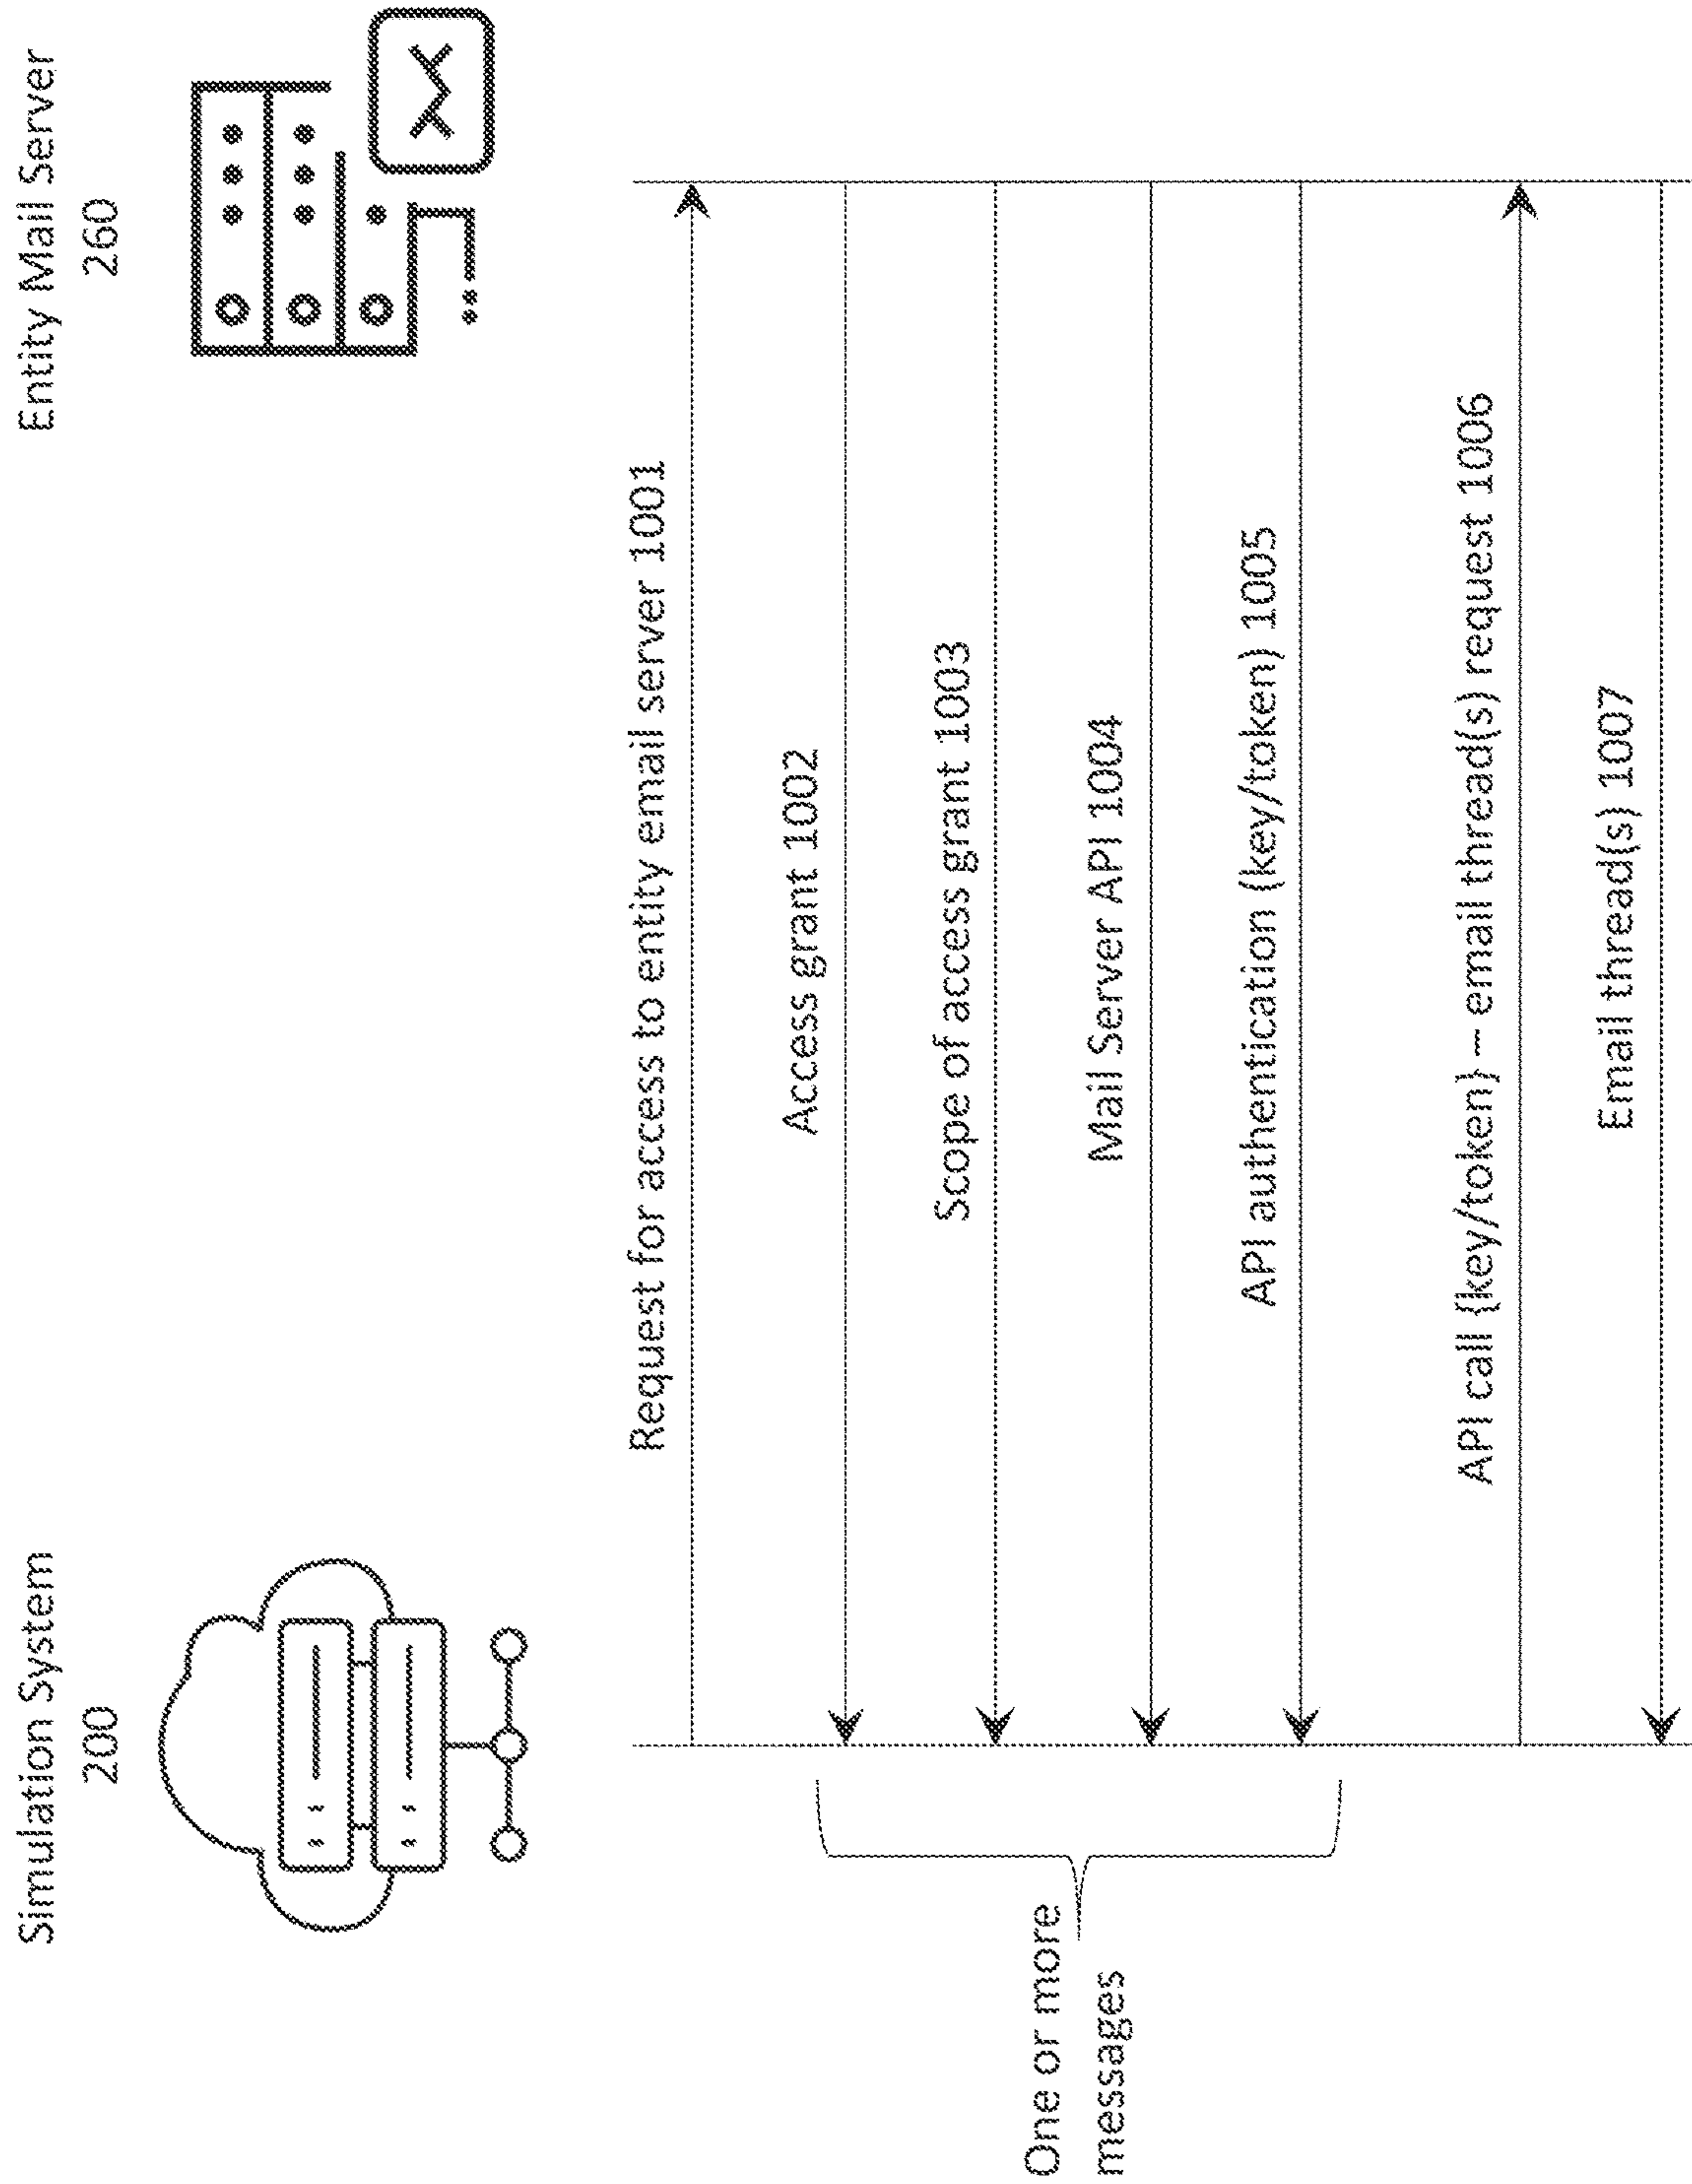 Simulation System
200
Entity Mail Server
260
Request for access to entity email server 1001
Access grant 1002
Scope of access grant 1003
Mail Server API 1004
API authentication (key/token) 1005
One or more
messages
API call (key/token) – email thread(s) request 1006
Email thread(s) 1007